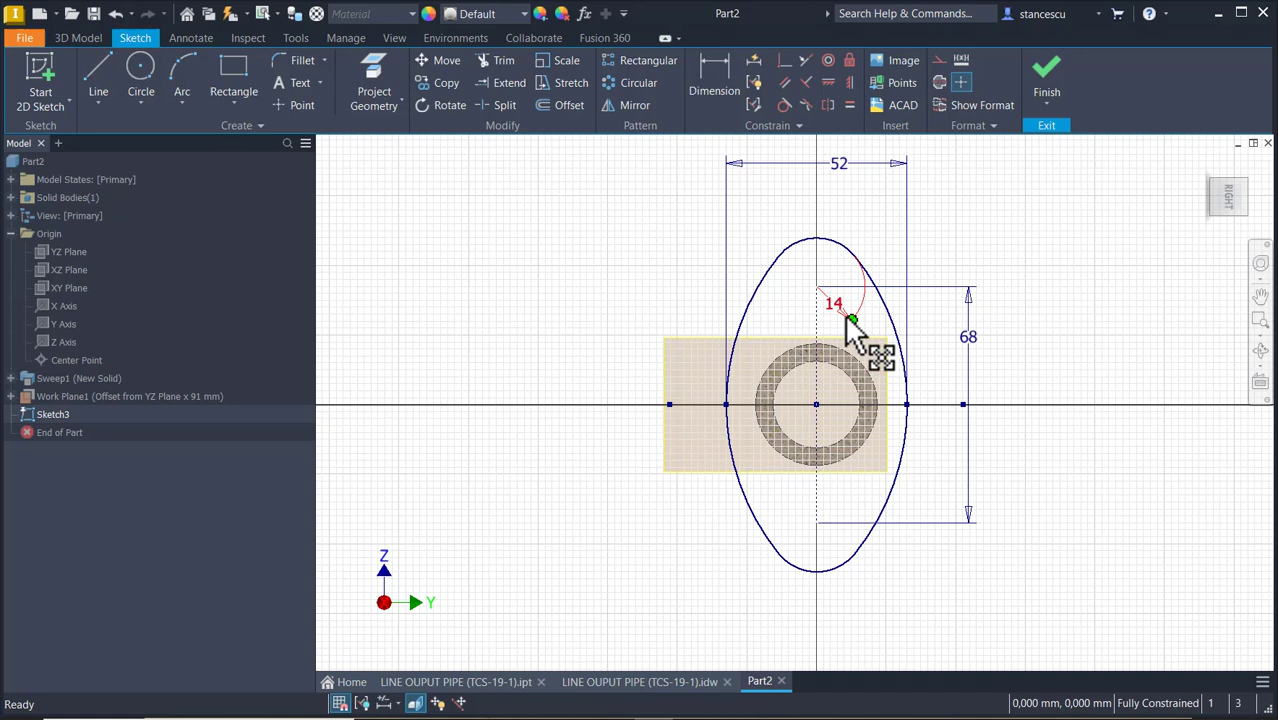 Material
Default
Part2
Search Help & Commands...
stancescu
File
3D Model
Sketch
Annotate
Inspect
Tools
Manage
View
Environments
Collaborate
Fusion 360
Start
2D Sketch
Line
Circle
Arc
Rectangle
Fillet
Text
Point
Project
Geometry
Move
Copy
Rotate
Trim
Extend
Split
Scale
Stretch
Offset
Rectangular
Circular
Mirror
Dimension
Image
Points
ACAD
Show Format
Finish
Sketch
Create
Modify
Pattern
Constrain
Insert
Format
Exit
Model
Part2
Model States: [Primary]
Solid Bodies(1)
View: [Primary]
Origin
YZ Plane
XZ Plane
XY Plane
X Axis
Y Axis
Z Axis
Center Point
Sweep1 (New Solid)
Work Plane1 (Offset from YZ Plane x 91 mm)
Sketch3
End of Part
52
14
68
RIGHT
Z
Y
Home
LINE OUPUT PIPE (TCS-19-1).ipt
LINE OUPUT PIPE (TCS-19-1).idw
Part2
Ready
0,000 mm, 0,000 mm
Fully Constrained
1
3